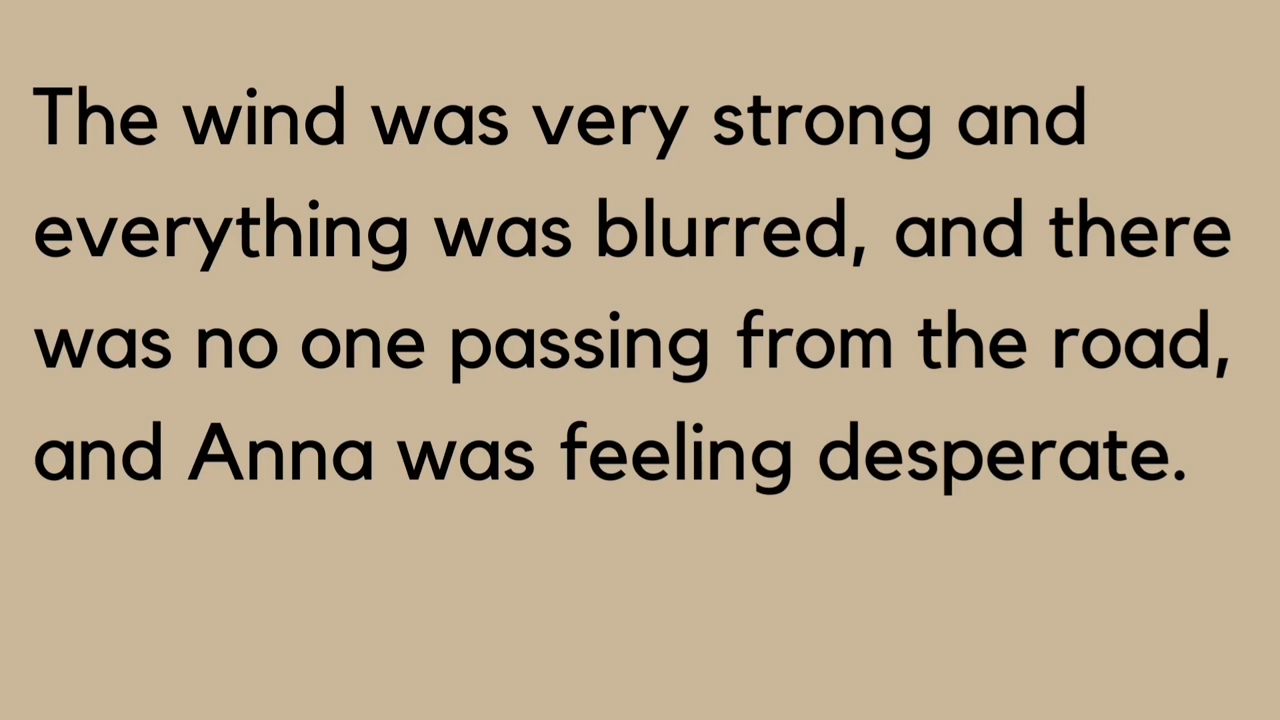 The wind was very strong and
everything was blurred, and there
was no one passing from the road,
and Anna was feeling desperate.